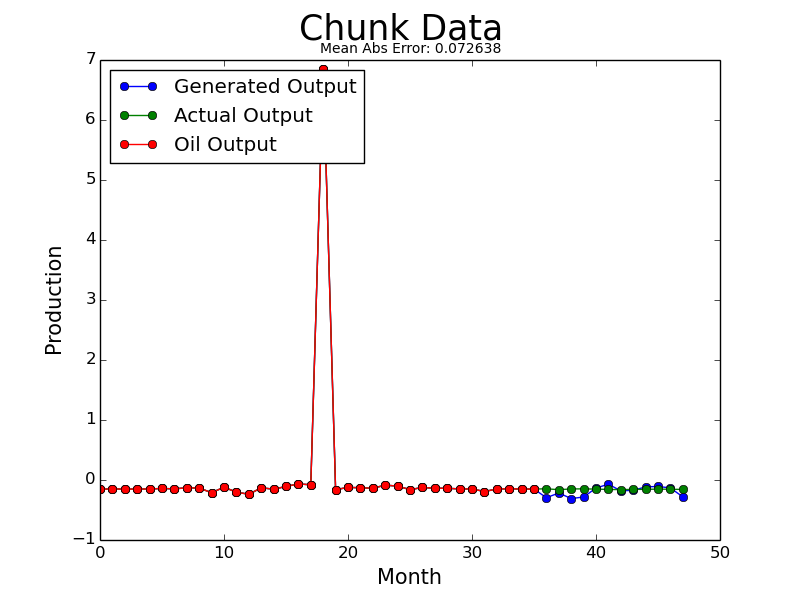 Chunk Data
Mean Abs Error: 0.072638
Generated Output
Actual Output
Oil Output
7
6
5
4
3
2
1
0
−1
Production
0 10 20 30 40 50
Month